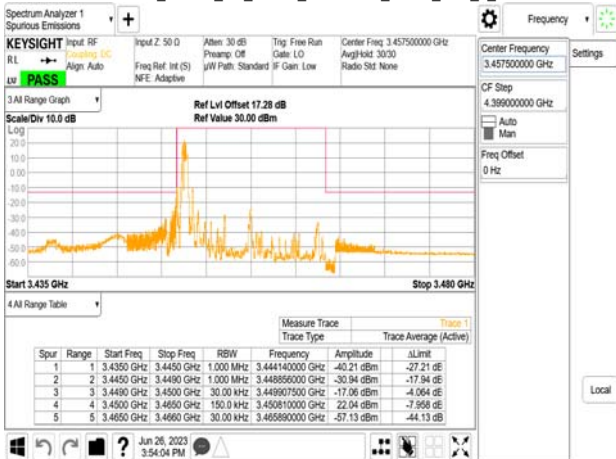 Spectrum Analyzer 1
Spurious Emissions
Frequency
KEYSIGHT
Input: RF
Coupling: DC
Align: Auto
Input Z: 50 Ω
Freq Ref: Int (S)
NFE: Adaptive
Atten: 30 dB
Preamp: Off
µW Path: Standard
Trig: Free Run
Gate: LO
IF Gain: Low
Center Freq: 3.457500000 GHz
Avg|Hold: 30/30
Radio Std: None
RL
PASS
Center Frequency
3.457500000 GHz
Settings
CF Step
4.399000000 GHz
Auto
Man
Freq Offset
0 Hz
Local
3 All Range Graph
Scale/Div 10.0 dB
Ref Lvl Offset 17.28 dB
Ref Value 30.00 dBm
Log
20.0
10.0
0.00
-10.0
-20.0
-30.0
-40.0
-50.0
-60.0
Start 3.435 GHz
Stop 3.480 GHz
4 All Range Table
Measure Trace Trace 1
Trace Type Trace Average (Active)
Spur Range Start Freq Stop Freq RBW Frequency Amplitude ΔLimit
1 1 3.4350 GHz 3.4450 GHz 1.000 MHz 3.444140000 GHz -40.21 dBm -27.21 dE
2 2 3.4450 GHz 3.4490 GHz 1.000 MHz 3.448856000 GHz -30.94 dBm -17.94 dE
3 3 3.4490 GHz 3.4500 GHz 30.00 kHz 3.449907500 GHz -17.06 dBm -4.064 dE
4 4 3.4500 GHz 3.4650 GHz 150.0 kHz 3.450810000 GHz 22.04 dBm -7.958 dE
5 5 3.4650 GHz 3.4660 GHz 30.00 kHz 3.465890000 GHz -57.13 dBm -44.13 dB
Jun 26, 2023
3:54:04 PM